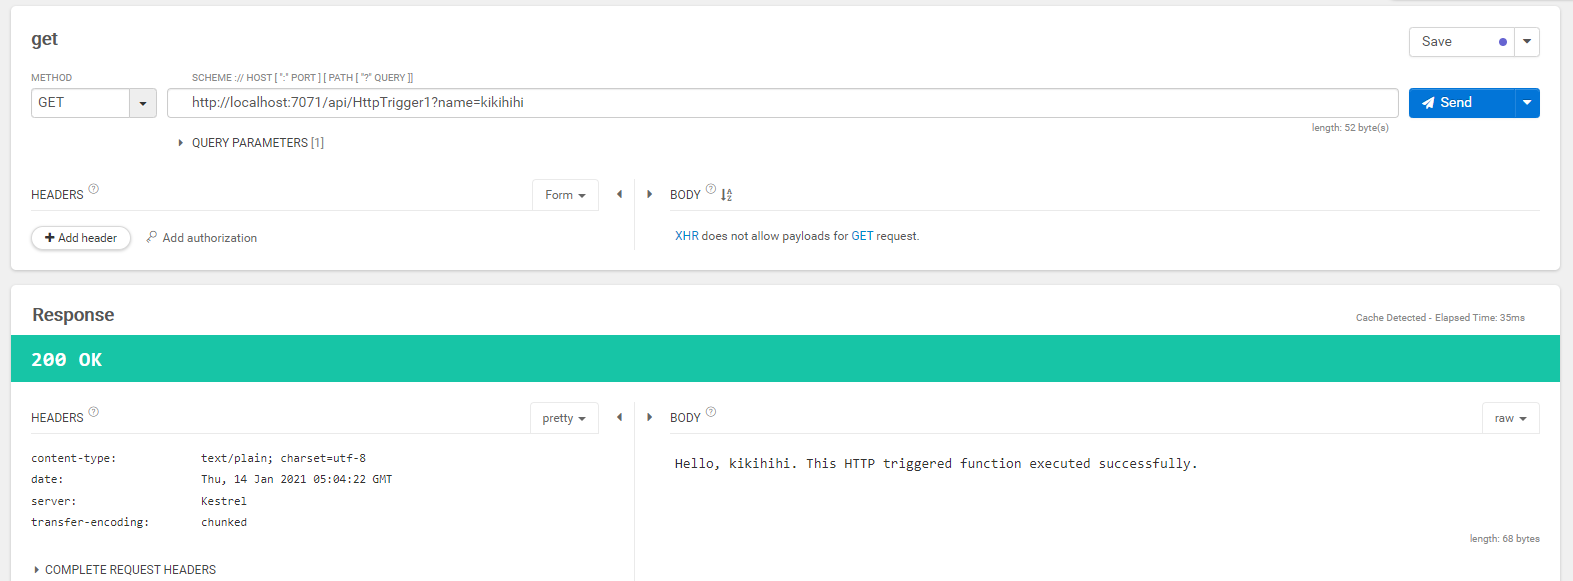 get
Save
METHOD
SCHEME :// HOST [ ":" PORT ] [ PATH [ "?" QUERY ]]
GET
http://localhost:7071/api/HttpTrigger1?name=kikihihi
Send
length: 52 byte(s)
QUERY PARAMETERS [1]
HEADERS ?
Form
BODY ?
Add header
Add authorization
XHR does not allow payloads for GET request.
Response
Cache Detected - Elapsed Time: 35ms
200 OK
HEADERS ?
pretty
BODY ?
raw
content-type: text/plain; charset=utf-8
date: Thu, 14 Jan 2021 05:04:22 GMT
server: Kestrel
transfer-encoding: chunked
Hello, kikihihi. This HTTP triggered function executed successfully.
length: 68 bytes
COMPLETE REQUEST HEADERS